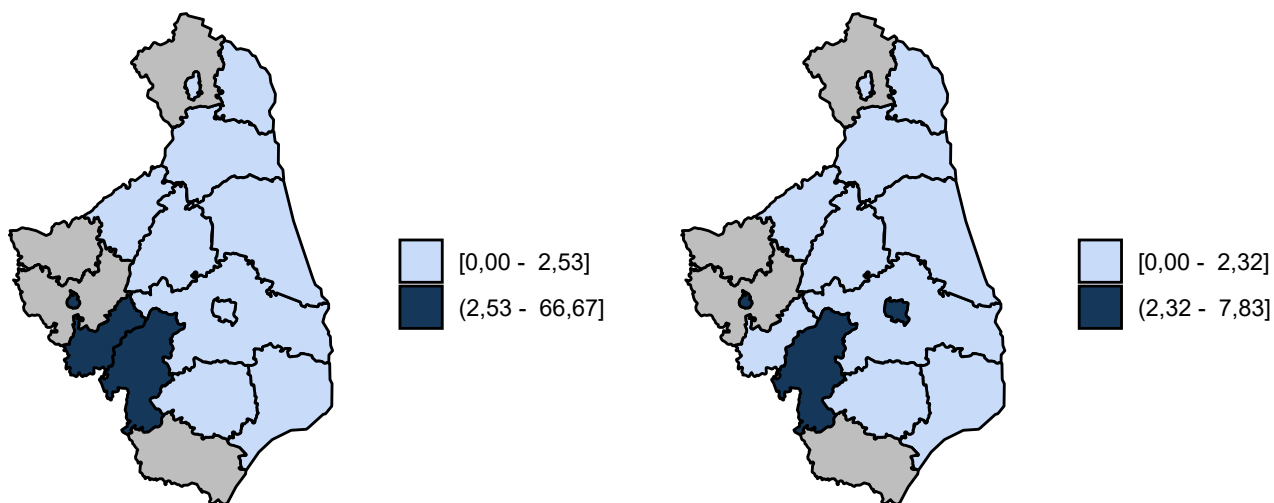 [0,00 - 2,53]
(2,53 - 66,67]
[0,00 - 2,32]
(2,32 - 7,83]